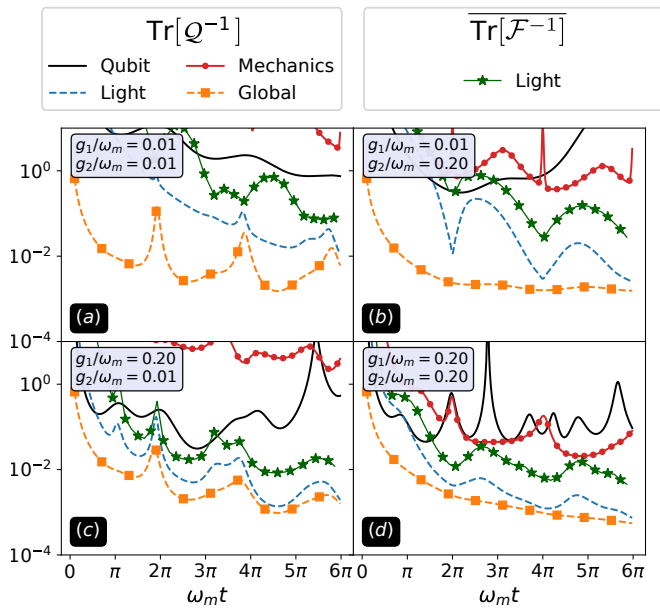 Tr[𝒬⁻¹]
Qubit
Mechanics
Light
Global
Tr[ℱ⁻¹]
Light
g₁/ωₘ = 0.01
g₂/ωₘ = 0.01
g₁/ωₘ = 0.01
g₂/ωₘ = 0.20
10⁰
10⁻²
(a)
(b)
10⁻⁴
g₁/ωₘ = 0.20
g₂/ωₘ = 0.01
g₁/ωₘ = 0.20
g₂/ωₘ = 0.20
10⁰
10⁻²
(c)
(d)
10⁻⁴
0 π 2π 3π 4π 5π 6π
0 π 2π 3π 4π 5π 6π
ωₘt
ωₘt